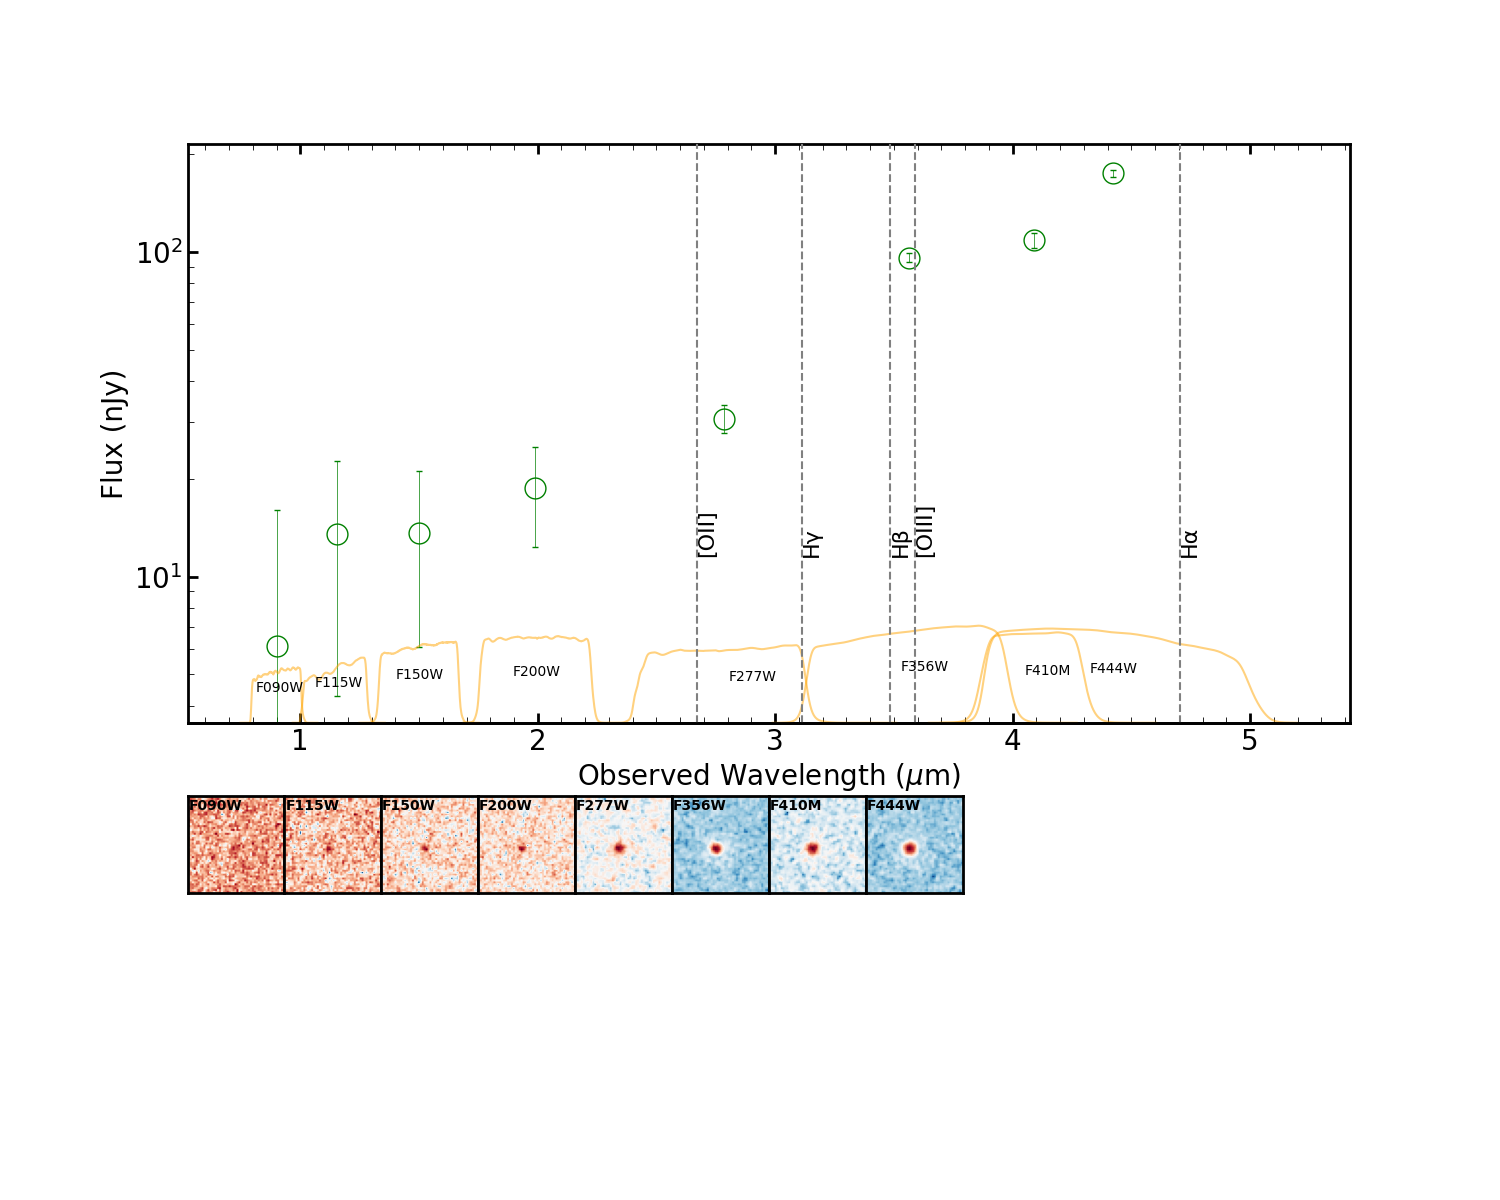 10²
10¹
Flux (nJy)
[OII]
Hγ
Hβ
[OIII]
Hα
F090W
F115W
F150W
F200W
F277W
F356W
F410M
F444W
1 2 3 4 5
Observed Wavelength (μm)
F090W F115W F150W F200W F277W F356W F410M F444W